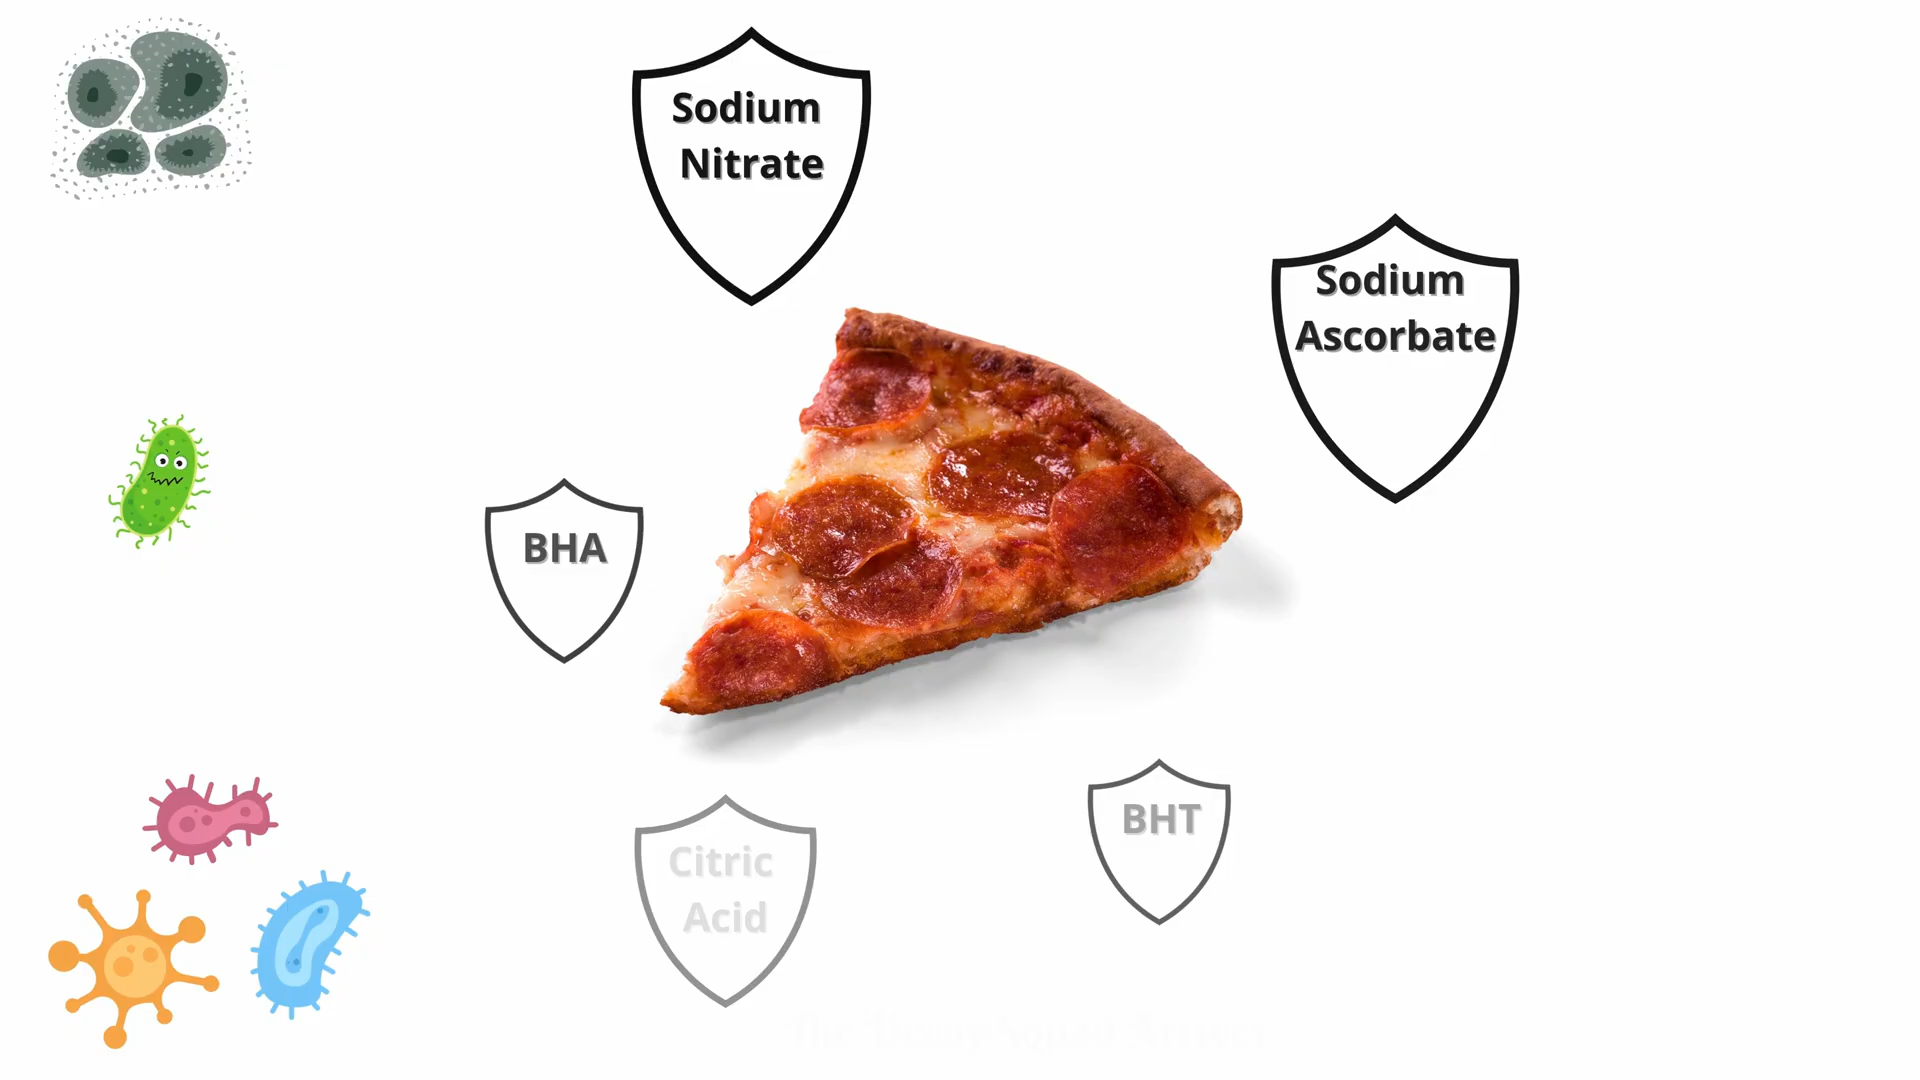 Sodium
Nitrate
Sodium
Ascorbate
BHA
BHT
Citric
Acid